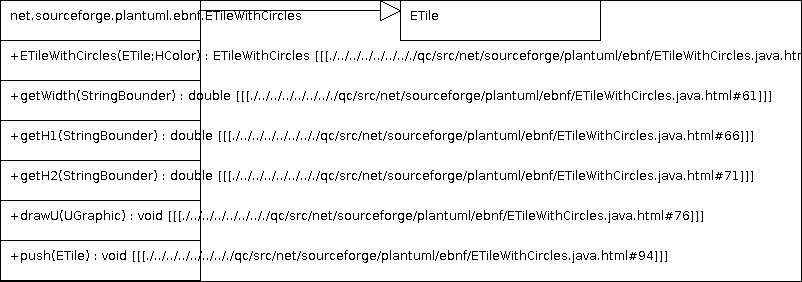 net.sourceforge.plantuml.ebnf.ETileWithCircles
ETile
+ETileWithCircles(ETile;HColor) : ETileWithCircles [[[./../../../../../../../qc/src/net/sourceforge/plantuml/ebnf/ETileWithCircles.java.htm
+getWidth(StringBounder) : double [[[./../../../../../../../qc/src/net/sourceforge/plantuml/ebnf/ETileWithCircles.java.html#61]]]
+getH1(StringBounder) : double [[[./../../../../../../../qc/src/net/sourceforge/plantuml/ebnf/ETileWithCircles.java.html#66]]]
+getH2(StringBounder) : double [[[./../../../../../../../qc/src/net/sourceforge/plantuml/ebnf/ETileWithCircles.java.html#71]]]
+drawU(UGraphic) : void [[[./../../../../../../../qc/src/net/sourceforge/plantuml/ebnf/ETileWithCircles.java.html#76]]]
+push(ETile) : void [[[./../../../../../../../qc/src/net/sourceforge/plantuml/ebnf/ETileWithCircles.java.html#94]]]